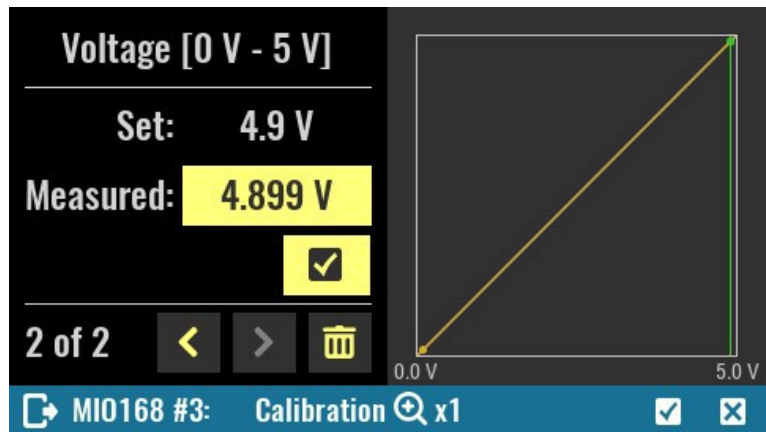 Voltage [0 V - 5 V]
Set: 4.9 V
Measured: 4.899 V
2 of 2
0.0 V 5.0 V
MIO168 #3: Calibration x1